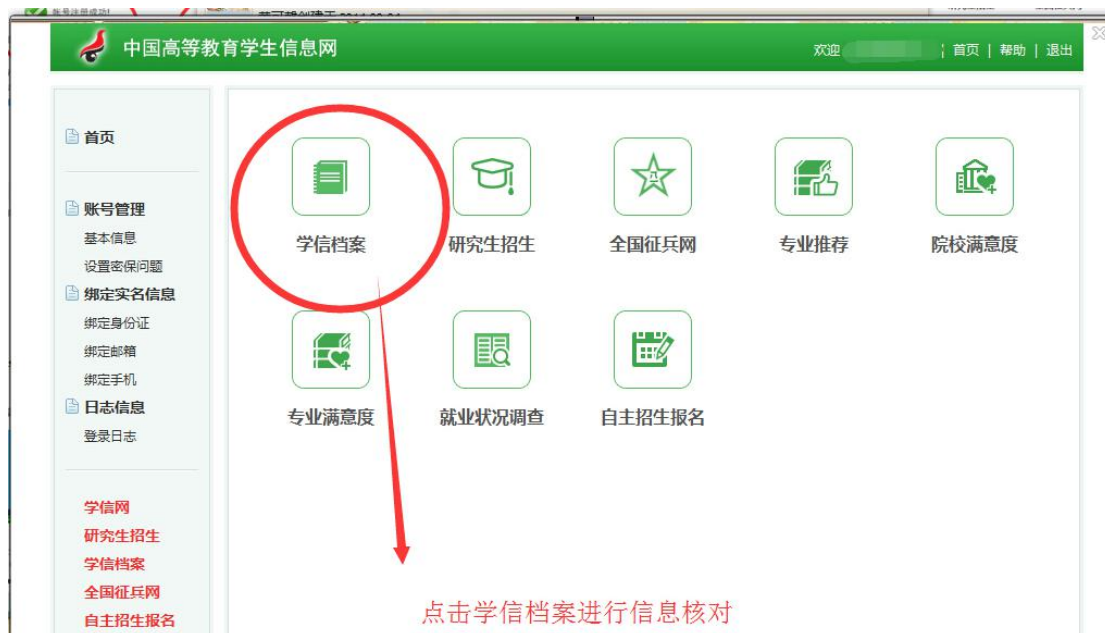 账号注册成功!
中国高等教育学生信息网
欢迎
首页 | 帮助 | 退出
首页
账号管理
基本信息
设置密保问题
绑定实名信息
绑定身份证
绑定邮箱
绑定手机
日志信息
登录日志
学信网
研究生招生
学信档案
全国征兵网
自主招生报名
学信档案
研究生招生
全国征兵网
专业推荐
院校满意度
专业满意度
就业状况调查
自主招生报名
点击学信档案进行信息核对